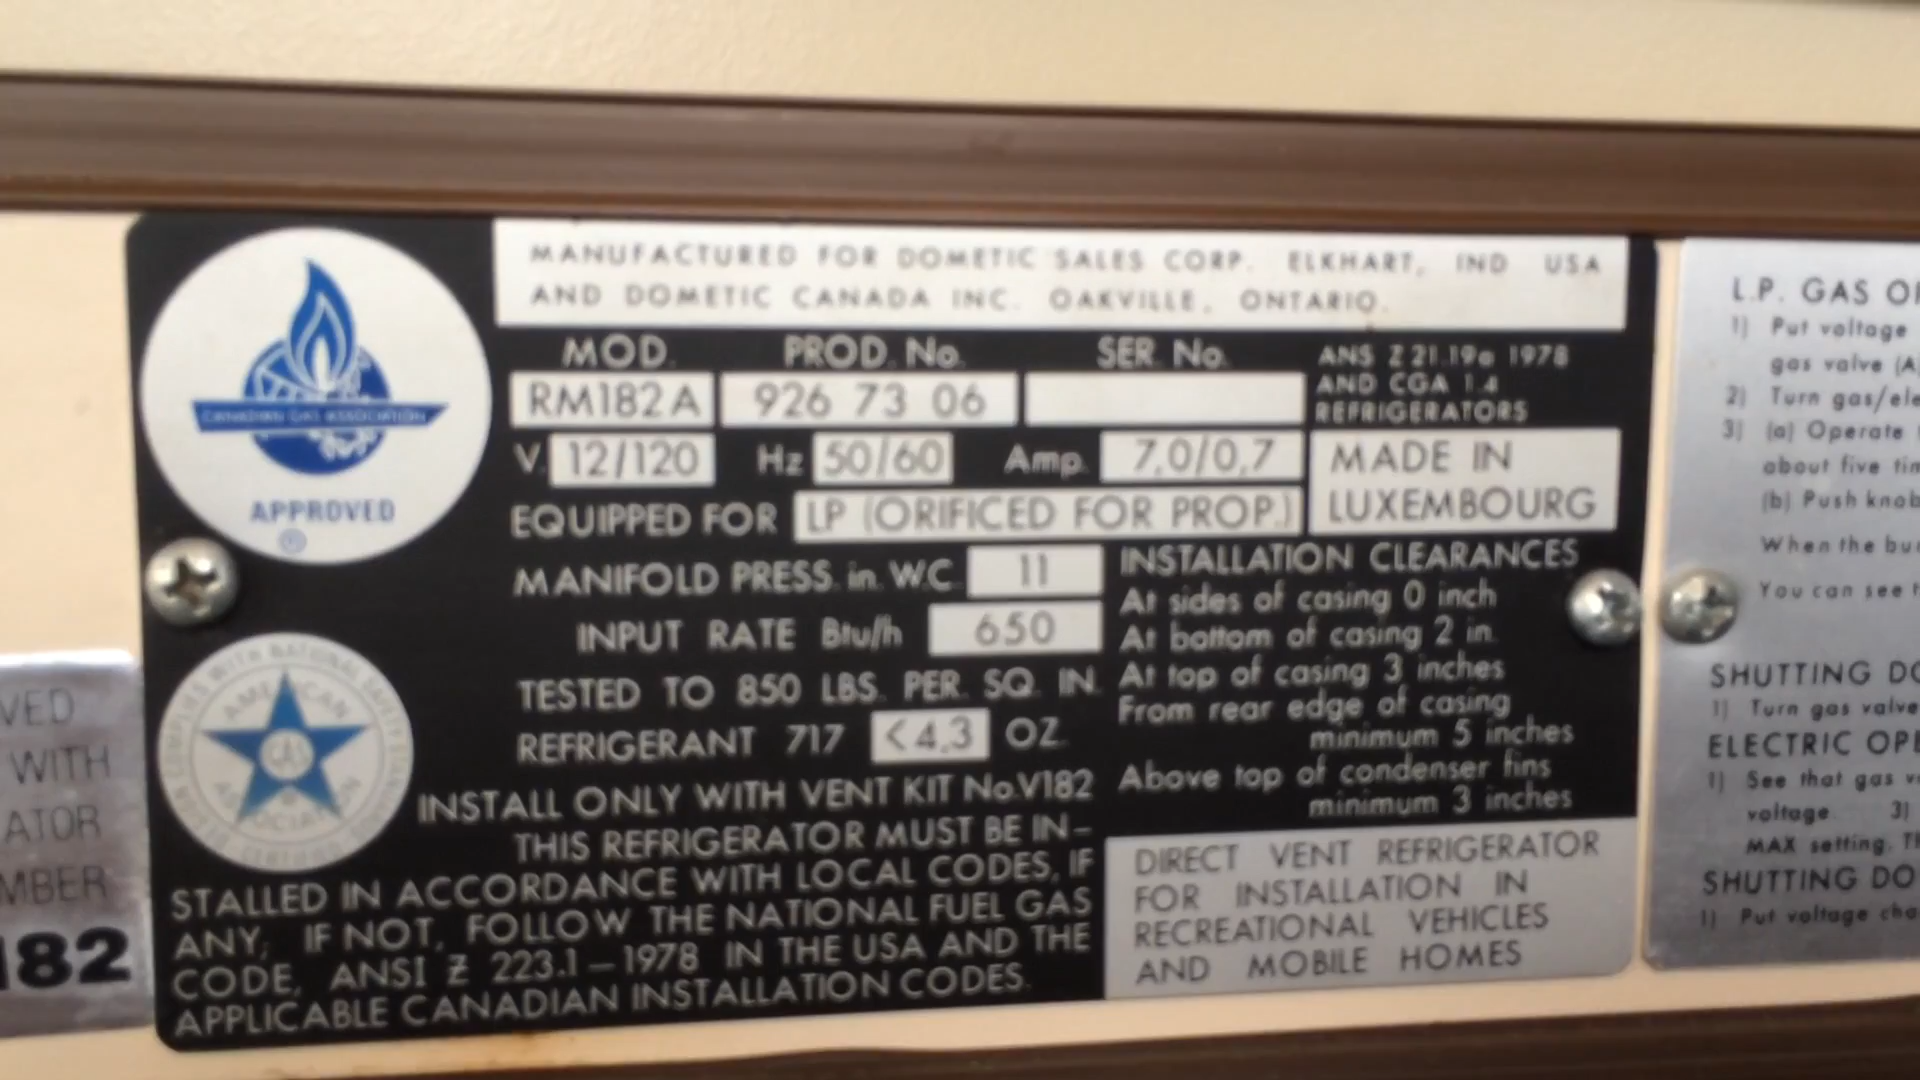 CANADIAN GAS ASSOCIATION
APPROVED
®
MANUFACTURED FOR DOMETIC SALES CORP. ELKHART, IND USA
AND DOMETIC CANADA INC. OAKVILLE, ONTARIO.
MOD. PROD. No. SER. No.
RM182A 926 73 06
ANS Z 21.19a 1978
AND CGA 1.4
REFRIGERATORS
V. 12/120 Hz 50/60 Amp. 7,0/0,7
MADE IN
LUXEMBOURG
EQUIPPED FOR LP (ORIFICED FOR PROP.)
MANIFOLD PRESS. in. W.C. 11
INPUT RATE Btu/h 650
TESTED TO 850 LBS. PER. SQ. IN.
REFRIGERANT 717 <4,3 OZ.
INSTALL ONLY WITH VENT KIT No.V182
THIS REFRIGERATOR MUST BE IN-
STALLED IN ACCORDANCE WITH LOCAL CODES, IF
ANY; IF NOT, FOLLOW THE NATIONAL FUEL GAS
CODE, ANSI Z 223.1-1978 IN THE USA AND THE
APPLICABLE CANADIAN INSTALLATION CODES.
INSTALLATION CLEARANCES
At sides of casing 0 inch
At bottom of casing 2 in.
At top of casing 3 inches
From rear edge of casing
minimum 5 inches
Above top of condenser fins
minimum 3 inches
DIRECT VENT REFRIGERATOR
FOR INSTALLATION IN
RECREATIONAL VEHICLES
AND MOBILE HOMES
AMERICAN
GAS
ASSOCIATION
VED
WITH
ATOR
MBER
182
L.P. GAS
1) Put voltage
gas valve (A)
2) Turn gas/ele
3) (a) Operate
about five tim
(b) Push knob
When the bu
You can see
SHUTTING DO
1) Turn gas valve
ELECTRIC OPE
1) See that gas
voltage. 3)
MAX setting.
SHUTTING DO
1) Put voltage cha